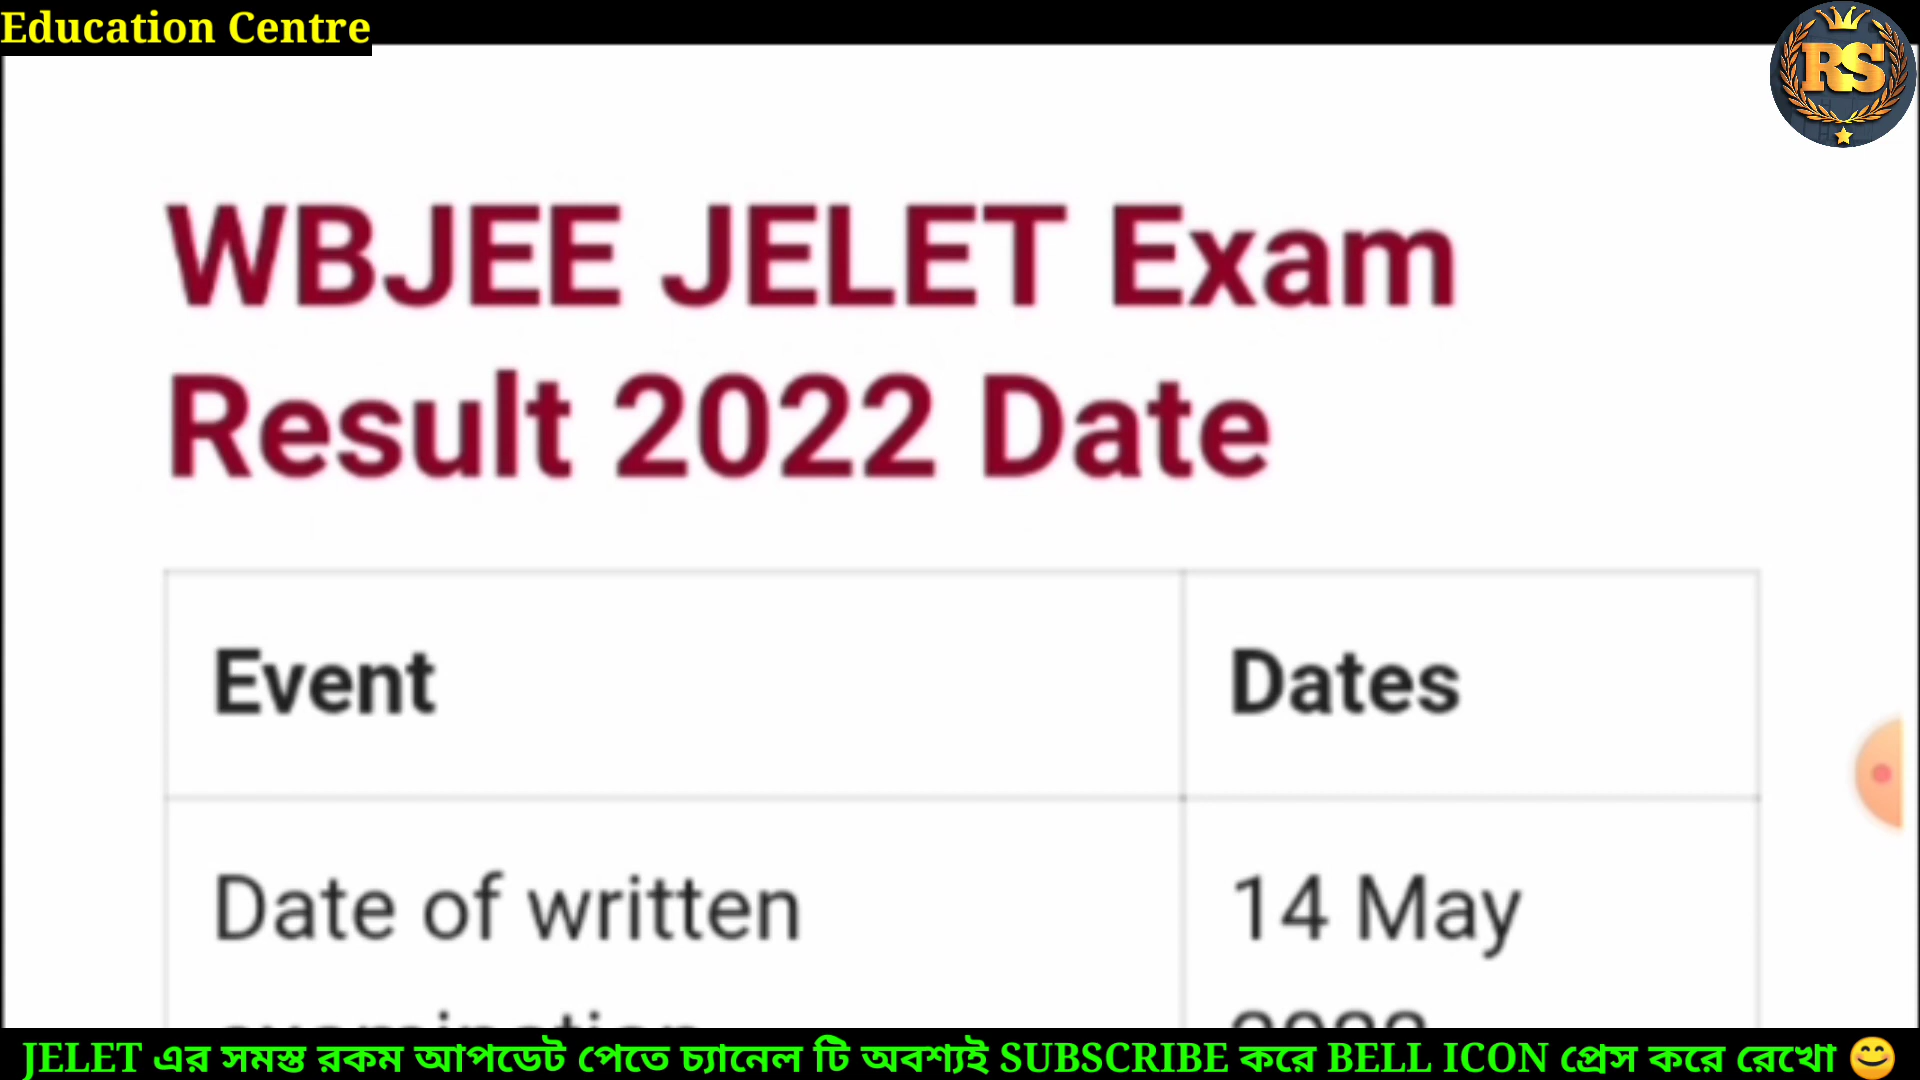 Education Centre
RS
WBJEE JELET Exam
Result 2022 Date
Event Dates
Date of written 14 May
JELET এর সমস্ত রকম আপডেট পেতে চ্যানেল টি অবশ্যই SUBSCRIBE করে BELL ICON প্রেস করে রেখো 😊